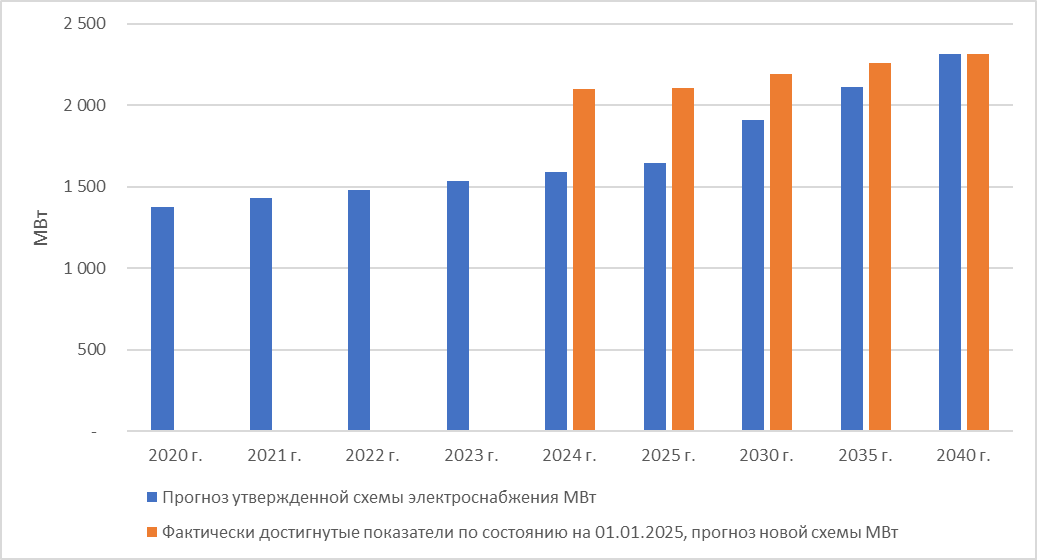 2 500
2 000
1 500
1 000
500
-
МВт
2020 г. 2021 г. 2022 г. 2023 г. 2024 г. 2025 г. 2030 г. 2035 г. 2040 г.
Прогноз утвержденной схемы электроснабжения МВт
Фактически достигнутые показатели по состоянию на 01.01.2025, прогноз новой схемы МВт